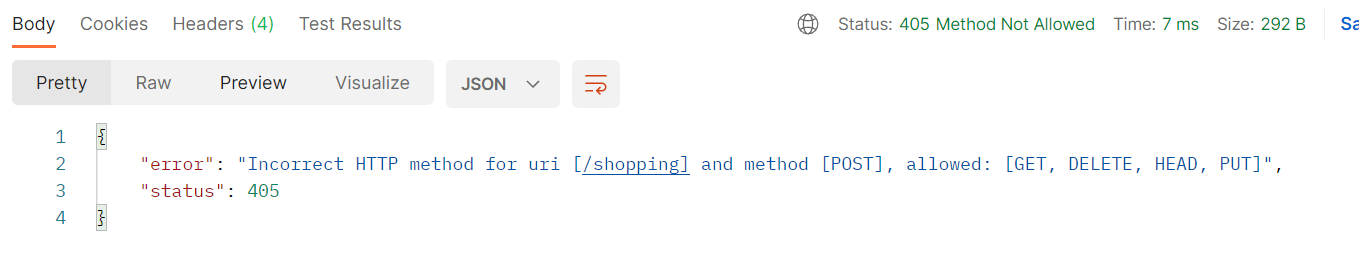 Body Cookies Headers (4) Test Results Status: 405 Method Not Allowed Time: 7 ms Size: 292 B Sa
Pretty Raw Preview Visualize JSON
1 {
2 "error": "Incorrect HTTP method for uri [/shopping] and method [POST], allowed: [GET, DELETE, HEAD, PUT]",
3 "status": 405
4 }